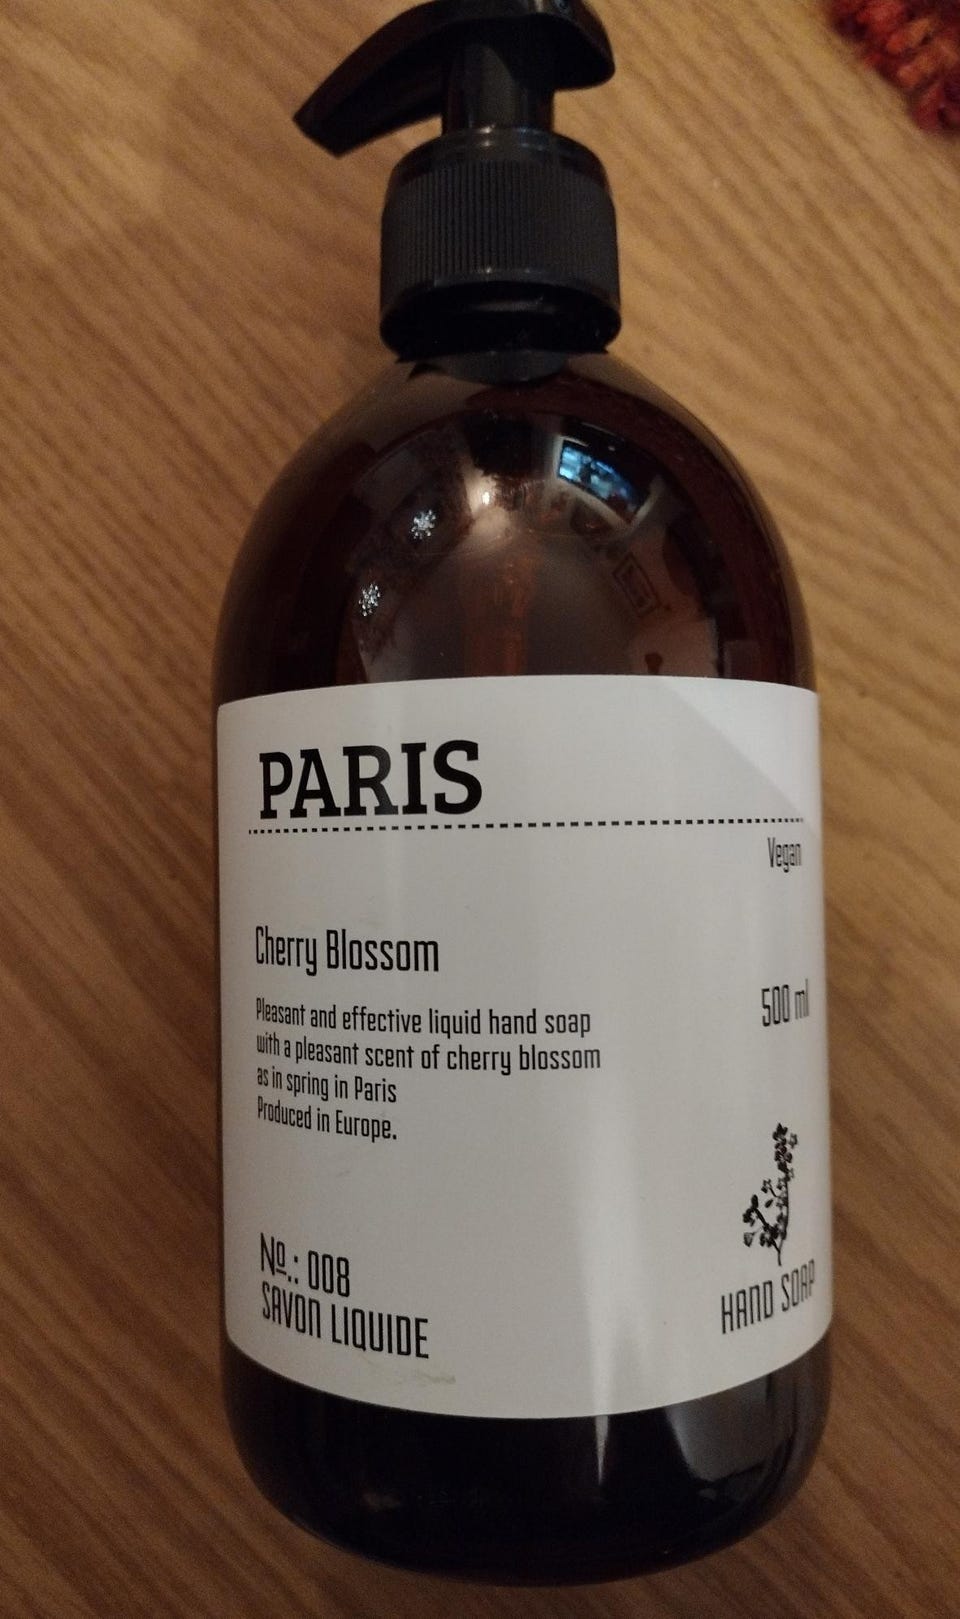 PARIS
Vegan
Cherry Blossom
500 ml
Pleasant and effective liquid hand soap
with a pleasant scent of cherry blossom
as in spring in Paris
Produced in Europe.
Nº.: 008
SAVON LIQUIDE
HAND SOAP